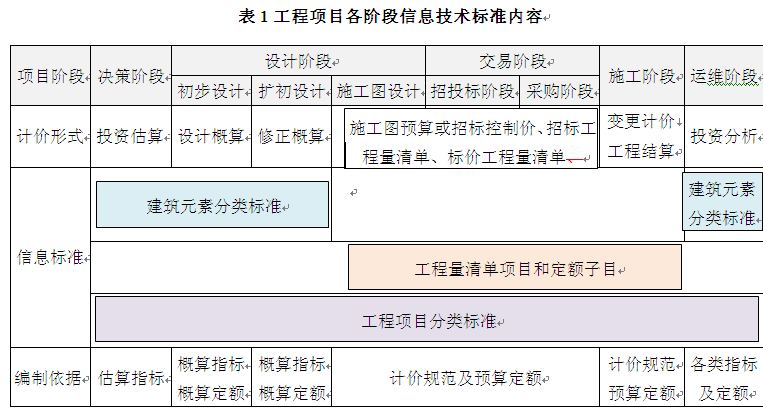 表 1 工程项目各阶段信息技术标准内容
项目阶段 决策阶段 设计阶段 交易阶段 施工阶段 运维阶段
初步设计 扩初设计 施工图设计 招投标阶段 采购阶段
计价形式 投资估算 设计概算 修正概算 施工图预算或招标控制价、招标工 变更计价 投资分析
程量清单、标价工程量清单、 工程结算
信息标准
建筑元素分类标准 建筑元素
分类标准
工程量清单项目和定额子目
工程项目分类标准
编制依据 估算指标 概算指标 概算指标 计价规范及预算定额 计价规范 各类指标
概算定额 概算定额 预算定额 及定额